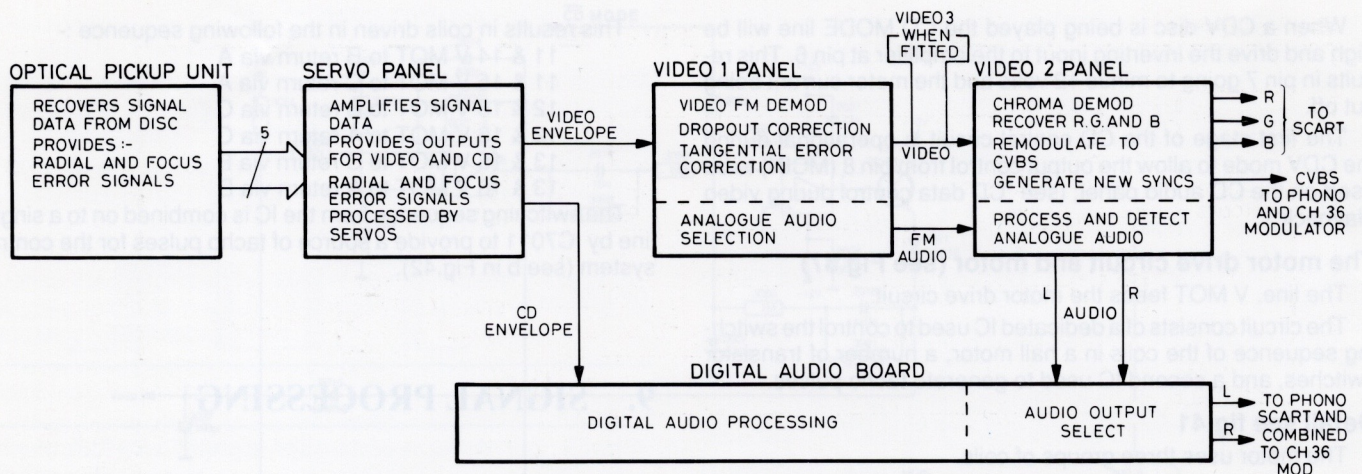 VIDEO 3
WHEN
FITTED
OPTICAL PICKUP UNIT
RECOVERS SIGNAL
DATA FROM DISC
PROVIDES :-
RADIAL AND FOCUS
ERROR SIGNALS
5
SERVO PANEL
AMPLIFIES SIGNAL
DATA
PROVIDES OUTPUTS
FOR VIDEO AND CD
RADIAL AND FOCUS
ERROR SIGNALS
PROCESSED BY
SERVOS
VIDEO
ENVELOPE
CD
ENVELOPE
VIDEO 1 PANEL
VIDEO FM DEMOD
DROPOUT CORRECTION
TANGENTIAL ERROR
CORRECTION
ANALOGUE AUDIO
SELECTION
VIDEO
FM
AUDIO
VIDEO 2 PANEL
CHROMA DEMOD
RECOVER R.G. AND B
REMODULATE TO
CVBS
GENERATE MENU
PROCESS AND DETECT
ANALOGUE AUDIO
R
G
B
TO
SCART
CVBS
TO PHONO
AND CH 36
MODULATOR
L R
AUDIO
DIGITAL AUDIO BOARD
DIGITAL AUDIO PROCESSING
AUDIO OUTPUT
SELECT
L
R
TO PHONO
SCART AND
COMBINED
TO CH 36
MOD